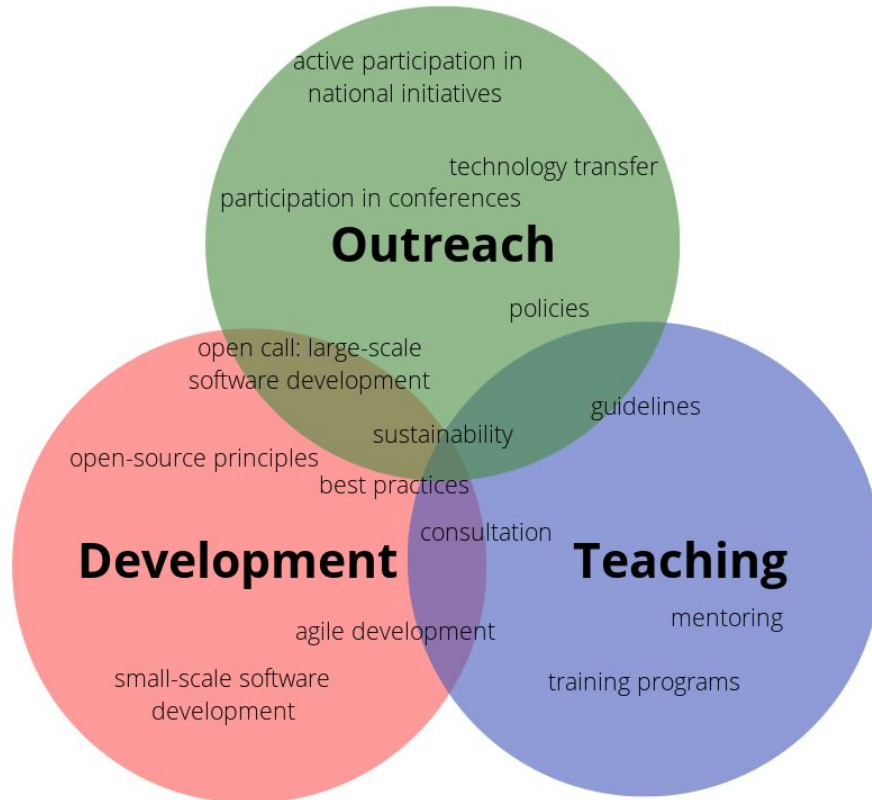 active participation in
national initiatives
technology transfer
participation in conferences
Outreach
policies
open call: large-scale
software development
guidelines
sustainability
open-source principles
best practices
consultation
Development
Teaching
mentoring
agile development
small-scale software
development
training programs